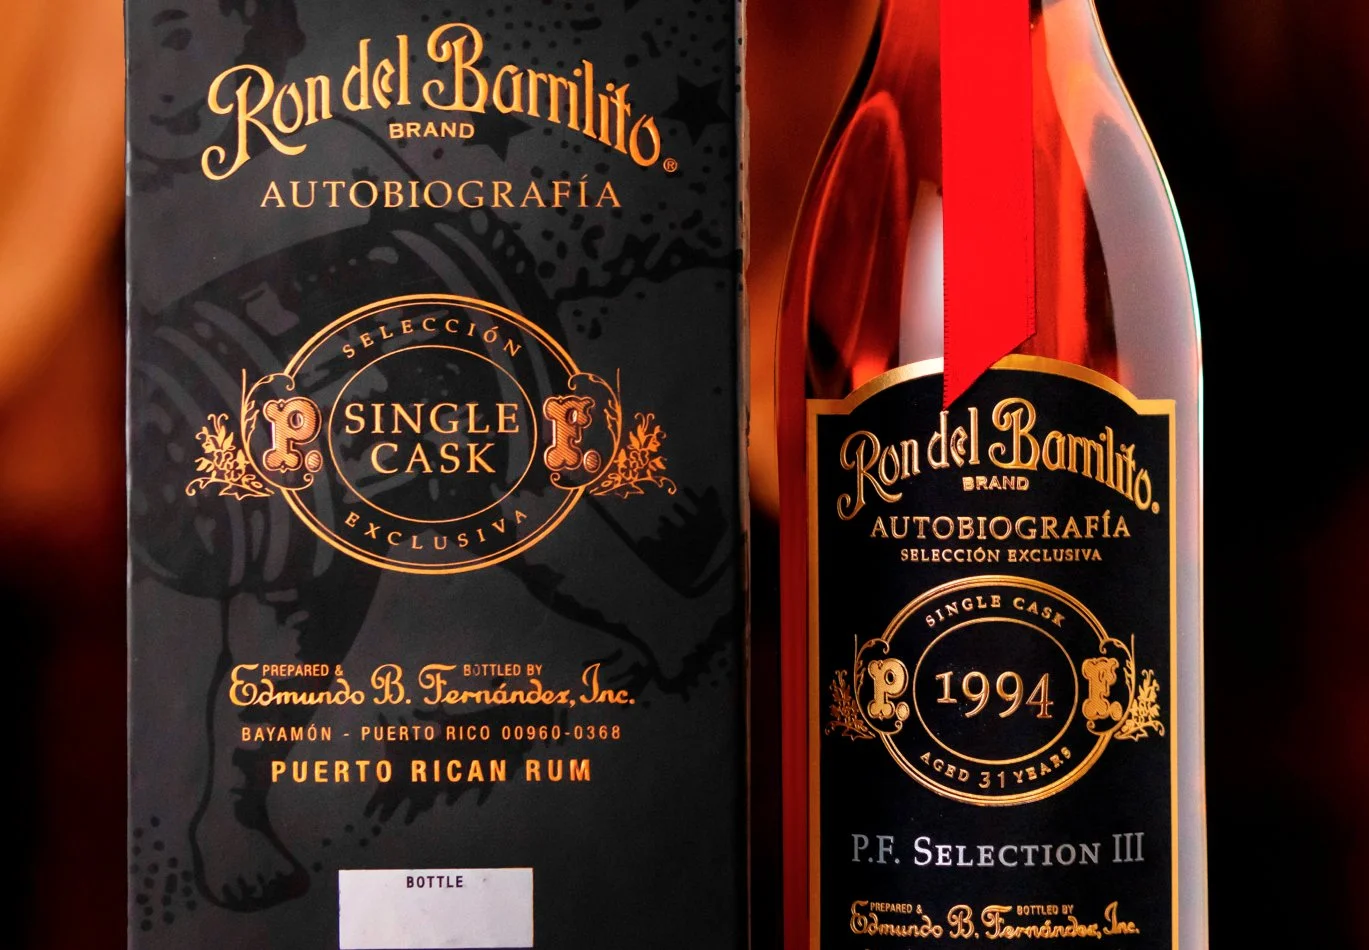 Ron del Barrilito®
BRAND
AUTOBIOGRAFÍA
SELECCIÓN
P. SINGLE F.
CASK
EXCLUSIVA
PREPARED & BOTTLED BY
Edmundo B. Fernández, Inc.
BAYAMÓN - PUERTO RICO 00960-0368
PUERTO RICAN RUM
BOTTLE
Ron del Barrilito®
BRAND
AUTOBIOGRAFÍA
SELECCIÓN EXCLUSIVA
SINGLE CASK
P. 1994 F.
AGED 31 YEARS
P.F. SELECTION III
PREPARED & BOTTLED BY
Edmundo B. Fernández, Inc.